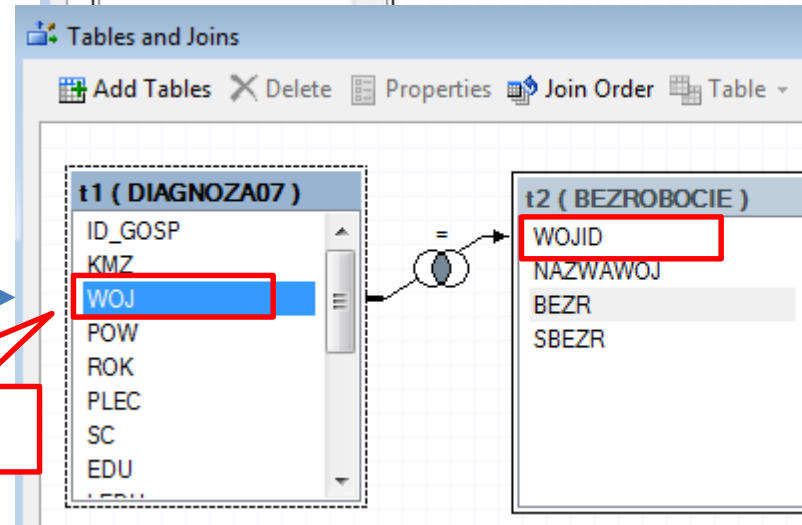 Tables and Joins
Add Tables Delete Properties Join Order Table
t1 ( DIAGNOZA07 )
ID_GOSP
KMZ
WOJ
POW
ROK
PLEC
SC
EDU
=
t2 ( BEZROBOCIE )
WOJID
NAZWAWOJ
BEZR
SBEZR